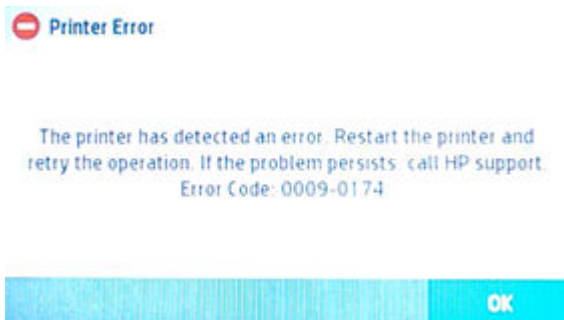 Printer Error
The printer has detected an error. Restart the printer and
retry the operation. If the problem persists call HP support.
Error Code: 0009-0174
OK